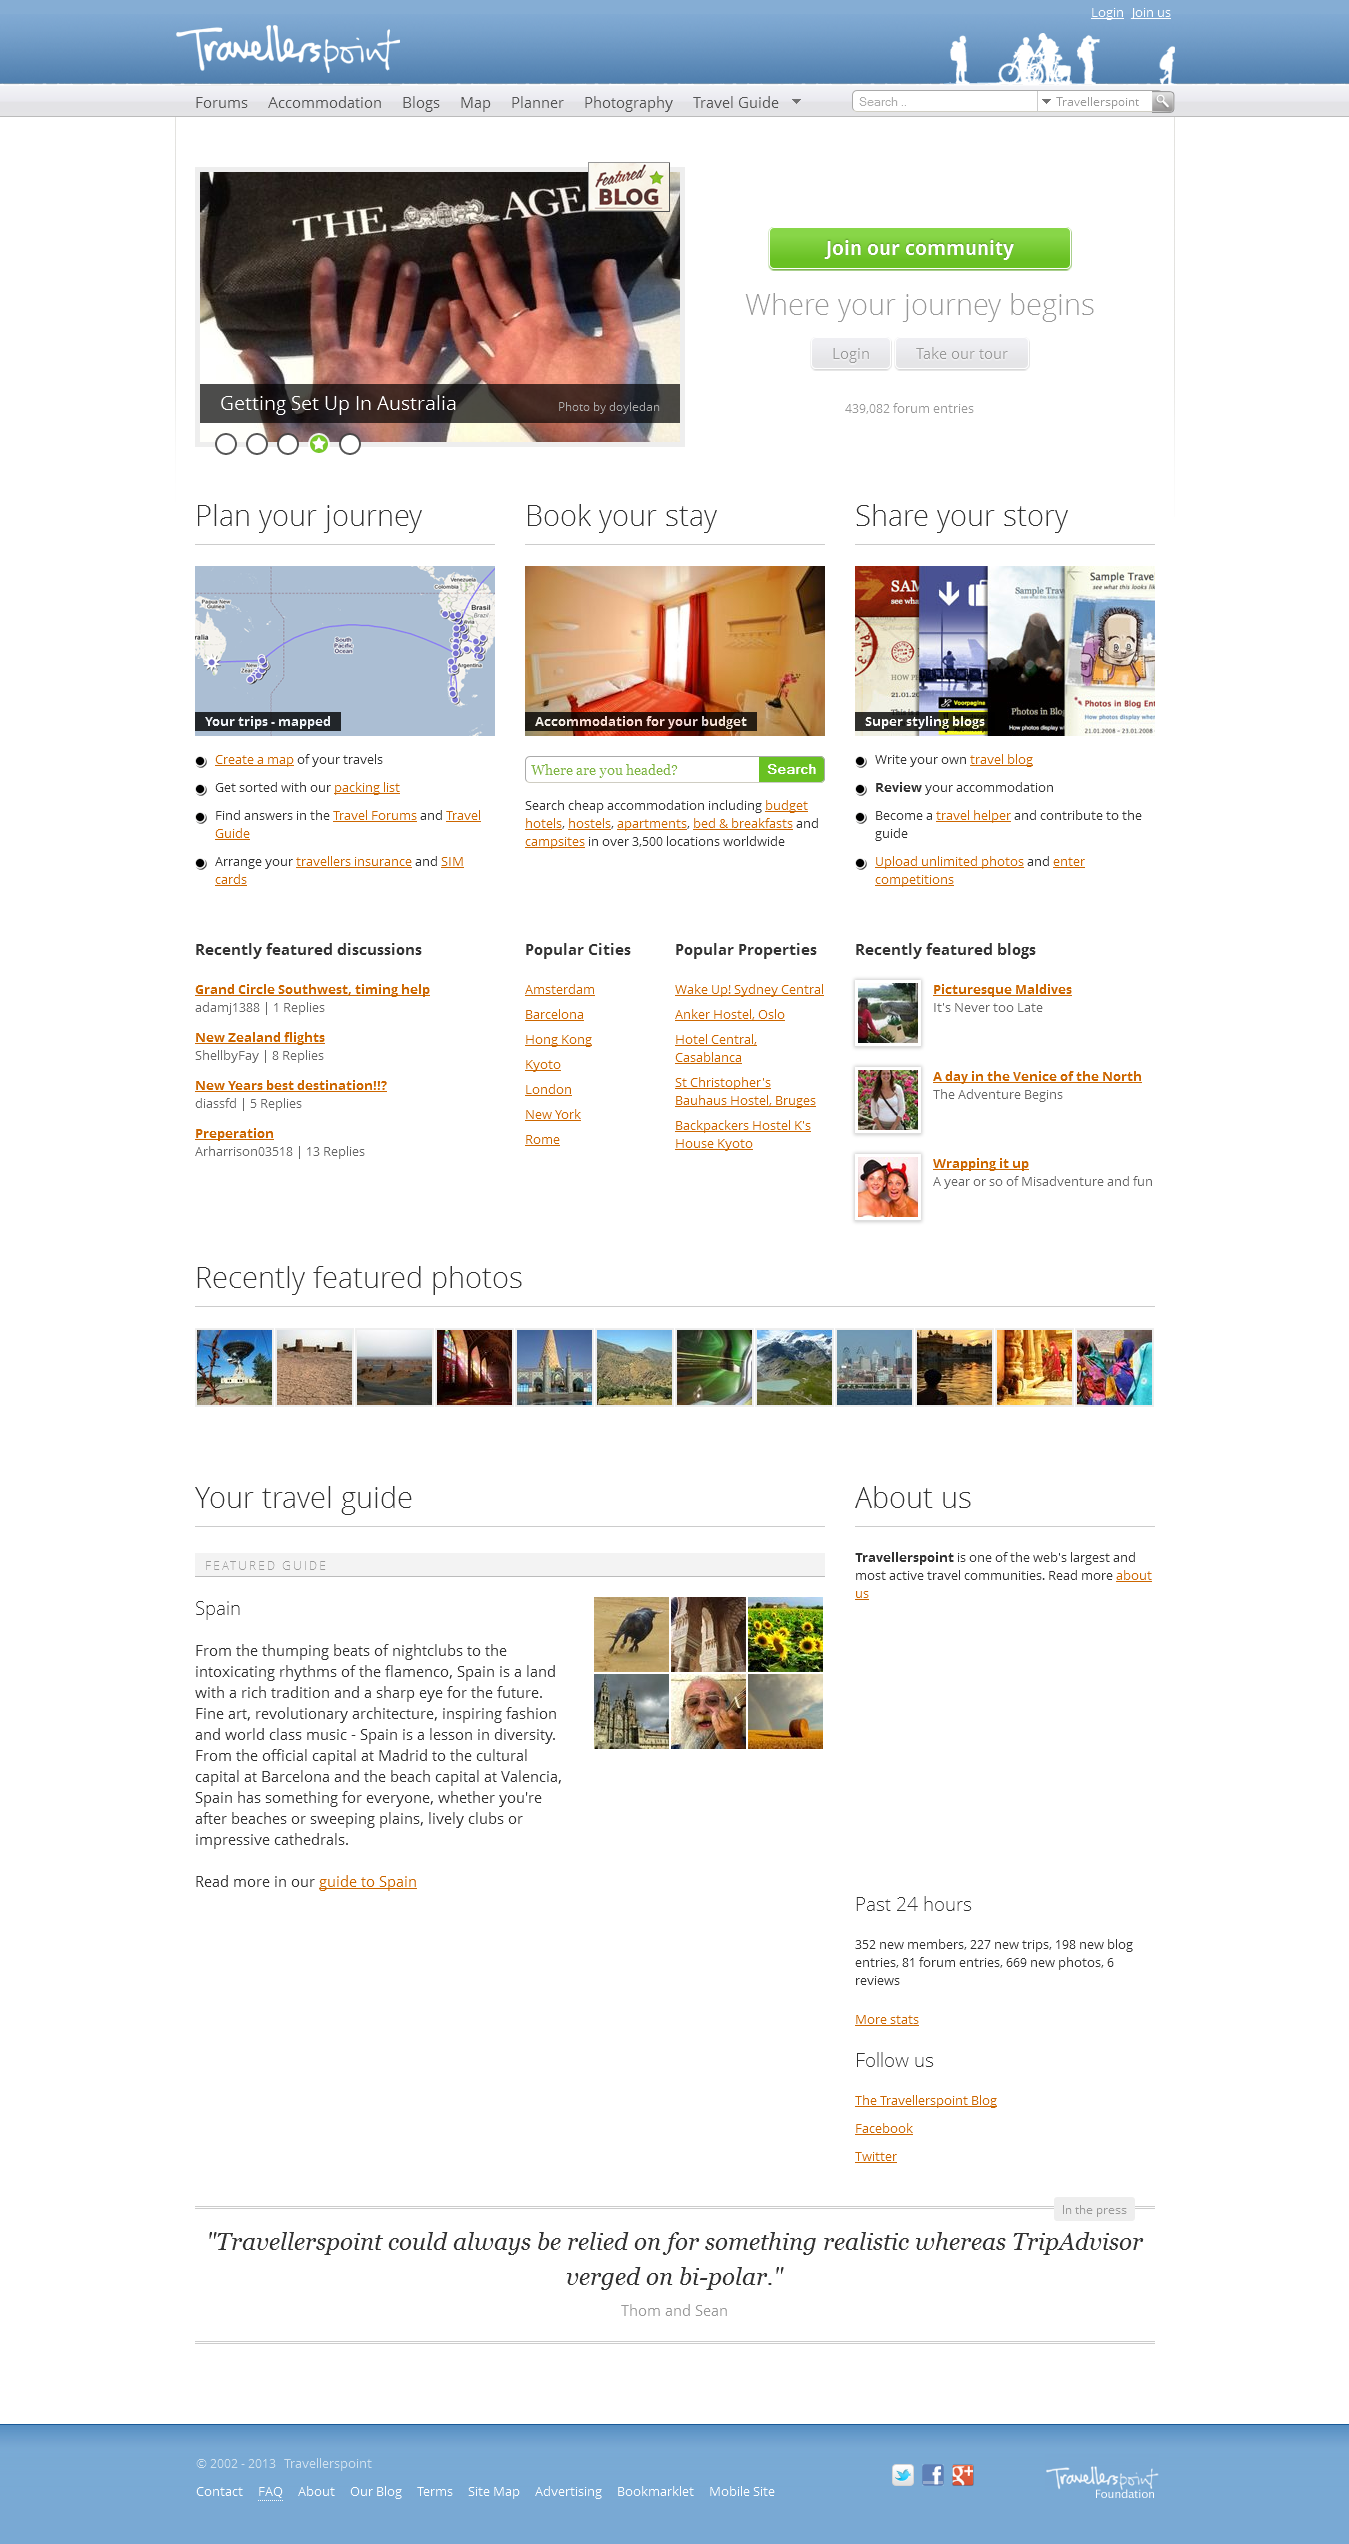 Login Join us
Travellerspoint
Forums Accommodation Blogs Map Planner Photography Travel Guide
Search .. Travellerspoint
Featured
BLOG
THE AGE
Getting Set Up In Australia Photo by doyledan
Join our community
Where your journey begins
Login Take our tour
439,082 forum entries
Plan your journey
Your trips - mapped
Create a map of your travels
Get sorted with our packing list
Find answers in the Travel Forums and Travel
Guide
Arrange your travellers insurance and SIM
cards
Book your stay
Accommodation for your budget
Where are you headed? Search
Search cheap accommodation including budget
hotels, hostels, apartments, bed & breakfasts and
campsites in over 3,500 locations worldwide
Share your story
Sample Trave
see what this looks lik
Photos in Blog Ent
How photos display whe
21.01.2008 - 23.01.2008
Super styling blogs
Write your own travel blog
Review your accommodation
Become a travel helper and contribute to the
guide
Upload unlimited photos and enter
competitions
Recently featured discussions
Grand Circle Southwest, timing help
adamj1388 | 1 Replies
New Zealand flights
ShellbyFay | 8 Replies
New Years best destination!!?
diassfd | 5 Replies
Preperation
Arharrison03518 | 13 Replies
Popular Cities
Amsterdam
Barcelona
Hong Kong
Kyoto
London
New York
Rome
Popular Properties
Wake Up! Sydney Central
Anker Hostel, Oslo
Hotel Central,
Casablanca
St Christopher's
Bauhaus Hostel, Bruges
Backpackers Hostel K's
House Kyoto
Recently featured blogs
Picturesque Maldives
It's Never too Late
A day in the Venice of the North
The Adventure Begins
Wrapping it up
A year or so of Misadventure and fun
Recently featured photos
Your travel guide
FEATURED GUIDE
Spain
From the thumping beats of nightclubs to the
intoxicating rhythms of the flamenco, Spain is a land
with a rich tradition and a sharp eye for the future.
Fine art, revolutionary architecture, inspiring fashion
and world class music - Spain is a lesson in diversity.
From the official capital at Madrid to the cultural
capital at Barcelona and the beach capital at Valencia,
Spain has something for everyone, whether you're
after beaches or sweeping plains, lively clubs or
impressive cathedrals.
Read more in our guide to Spain
About us
Travellerspoint is one of the web's largest and
most active travel communities. Read more about
us
Past 24 hours
352 new members, 227 new trips, 198 new blog
entries, 81 forum entries, 669 new photos, 6
reviews
More stats
Follow us
The Travellerspoint Blog
Facebook
Twitter
In the press
"Travellerspoint could always be relied on for something realistic whereas TripAdvisor
verged on bi-polar."
Thom and Sean
© 2002 - 2013 Travellerspoint
Contact FAQ About Our Blog Terms Site Map Advertising Bookmarklet Mobile Site
Travellerspoint
Foundation